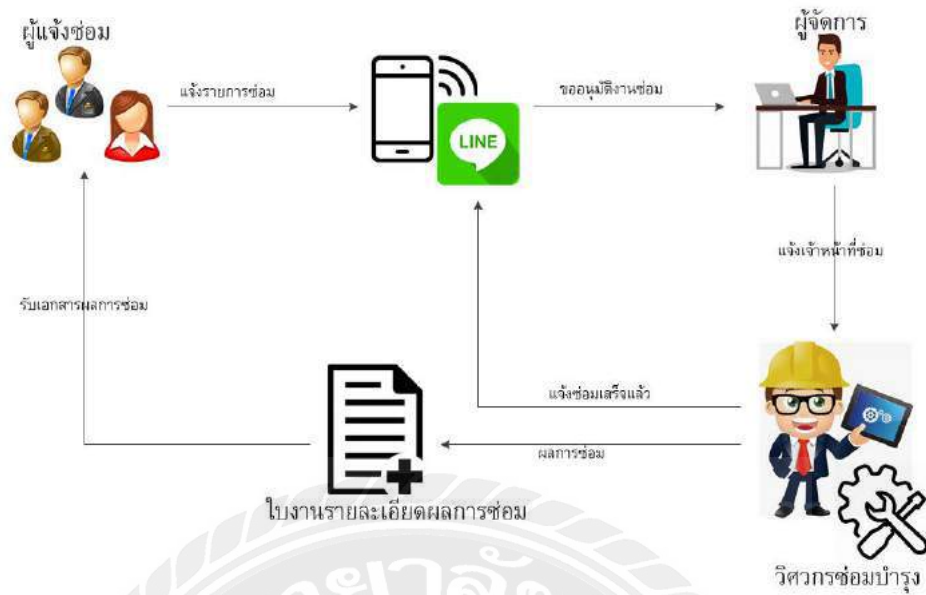 ผู้แจ้งซ่อม
ผู้จัดการ
แจ้งรายการซ่อม
ขออนุมัติงานซ่อม
LINE
แจ้งเจ้าหน้าที่ซ่อม
รับเอกสารผลการซ่อม
แจ้งซ่อมเสร็จแล้ว
ผลการซ่อม
ใบงานรายละเอียดผลการซ่อม
วิศวกรซ่อมบำรุง